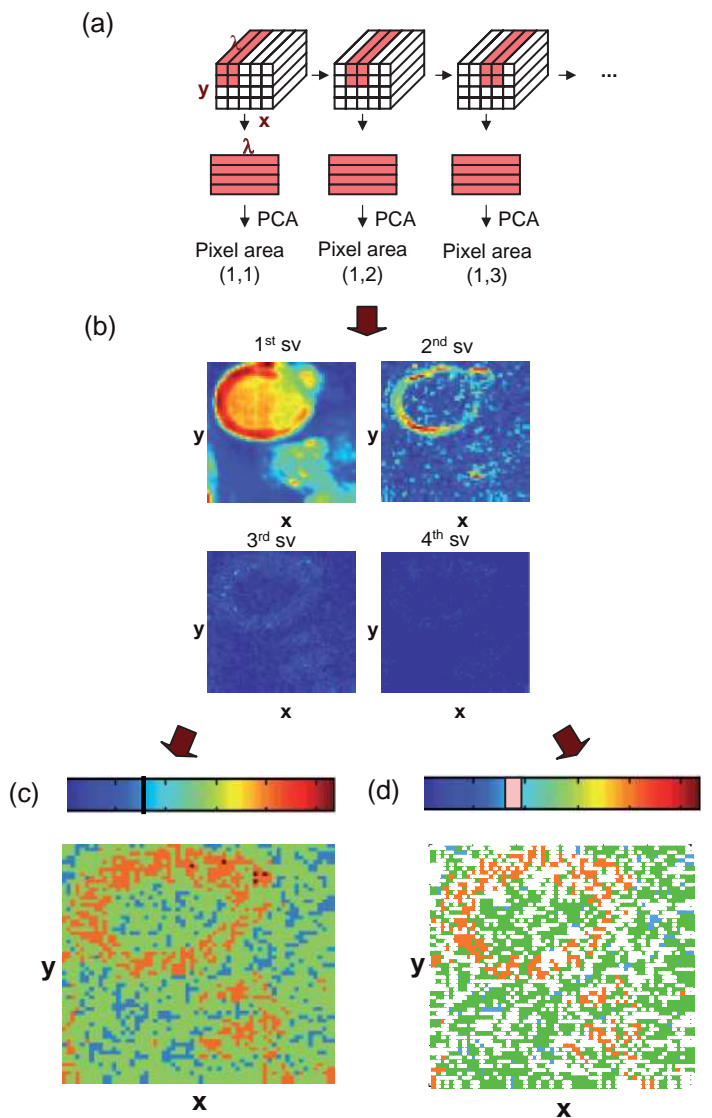 (a)
λ
y
x
...
λ
PCA PCA PCA
Pixel area Pixel area Pixel area
(1,1) (1,2) (1,3)
(b)
1st sv 2nd sv
y y
x x
3rd sv 4th sv
y y
x x
(c) (d)
y y
x x